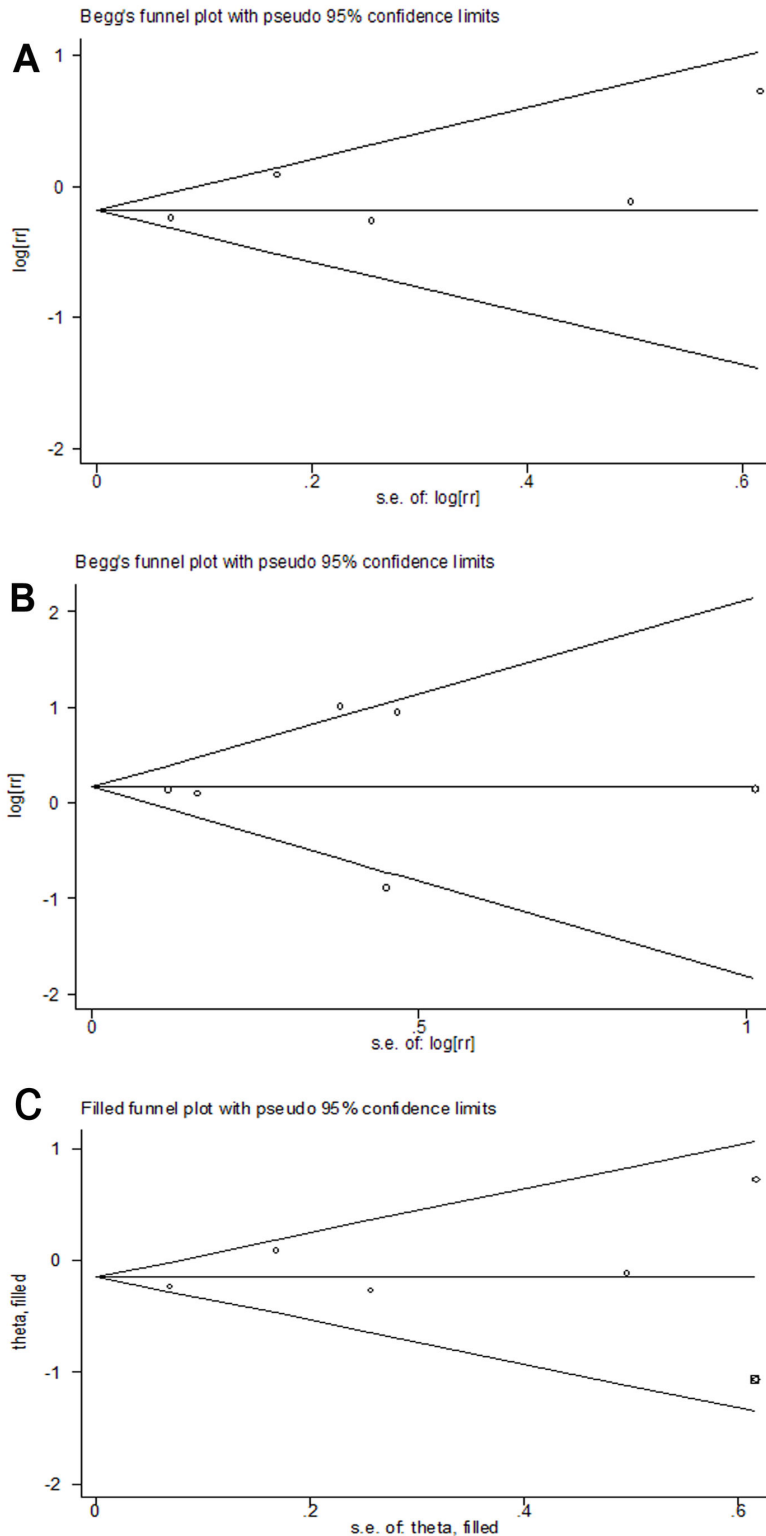 Begg's funnel plot with pseudo 95% confidence limits
A
1
0
-1
-2
log[rr]
0 .2 .4 .6
s.e. of: log[rr]
Begg's funnel plot with pseudo 95% confidence limits
B
2
1
0
-1
-2
log[rr]
0 .5 1
s.e. of: log[rr]
C
Filled funnel plot with pseudo 95% confidence limits
1
0
-1
-2
theta, filled
0 .2 .4 .6
s.e. of: theta, filled